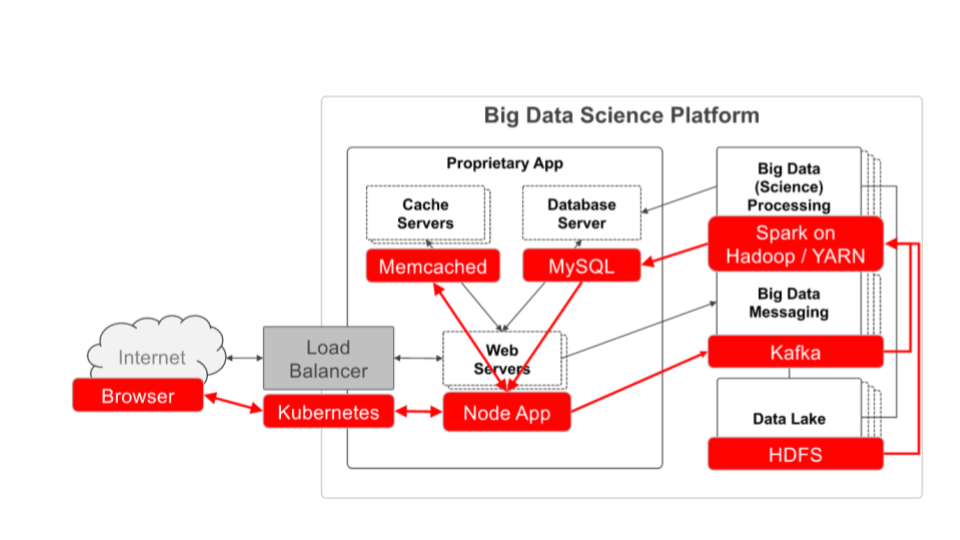 Big Data Science Platform
Proprietary App
Cache
Servers
Memcached
Database
Server
MySQL
Big Data
(Science)
Processing
Spark on
Hadoop / YARN
Big Data
Messaging
Kafka
Internet
Browser
Load
Balancer
Kubernetes
Web
Servers
Node App
Data Lake
HDFS